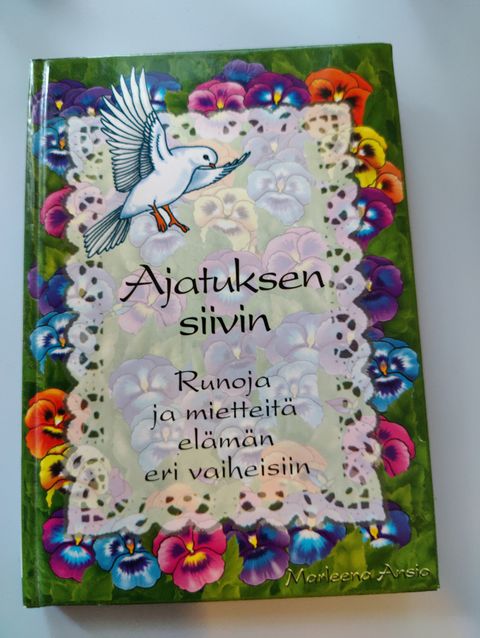 Ajatuksen
siivin
Runoja
ja mietteitä
elämän
eri vaiheisiin
Marleena Ansio